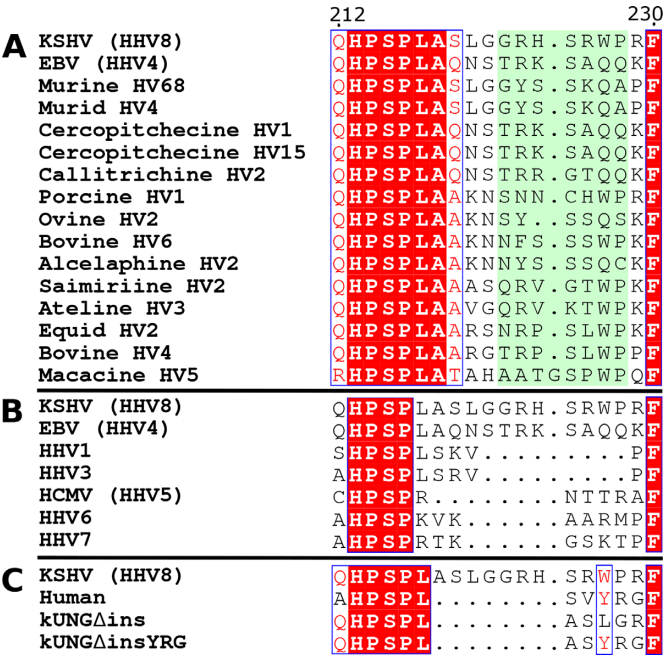 212 230
A KSHV (HHV8) QHPSPLASLGGRH.SRWPRF
EBV (HHV4) QHPSPLAQNSTRK.SAQQKF
Murine HV68 QHPSPLASLGGYS.SKQAPF
Murid HV4 QHPSPLASLGGYS.SKQAPF
Cercopitchecine HV1 QHPSPLAQNSTRK.SAQQKF
Cercopitchecine HV15 QHPSPLAQNSTRK.SAQQKF
Callitrichine HV2 QHPSPLAQNSTRR.GTQQKF
Porcine HV1 QHPSPLAAKNSNN.CHWPRF
Ovine HV2 QHPSPLAAKNSY..SSQSKF
Bovine HV6 QHPSPLAAKNNFS.SSWPKF
Alcelaphine HV2 QHPSPLAAKNNYS.SSQCKF
Saimiriine HV2 QHPSPLAAASQRV.GTWPKF
Ateline HV3 QHPSPLAAVGQRV.KTWPKF
Equid HV2 QHPSPLAARSNRP.SLWPKF
Bovine HV4 QHPSPLAARGTRP.SLWPKF
Macacine HV5 RHPSPLATAHAATGSPWPQF
B KSHV (HHV8) QHPSPLASLGGRH.SRWPRF
EBV (HHV4) QHPSPLAQNSTRK.SAQQKF
HHV1 SHPSPLSKV.........PF
HHV3 AHPSPLSRV.........PF
HCMV (HHV5) CHPSPR........NTTRAF
HHV6 AHPSPKVK......AARMPF
HHV7 AHPSPRTK......GSKTPF
C KSHV (HHV8) QHPSPLASLGGRH.SRWPRF
Human AHPSPL........SVYRGF
kUNGΔins QHPSPL........ASLGRF
kUNGΔinsYRG QHPSPL........ASYRGF